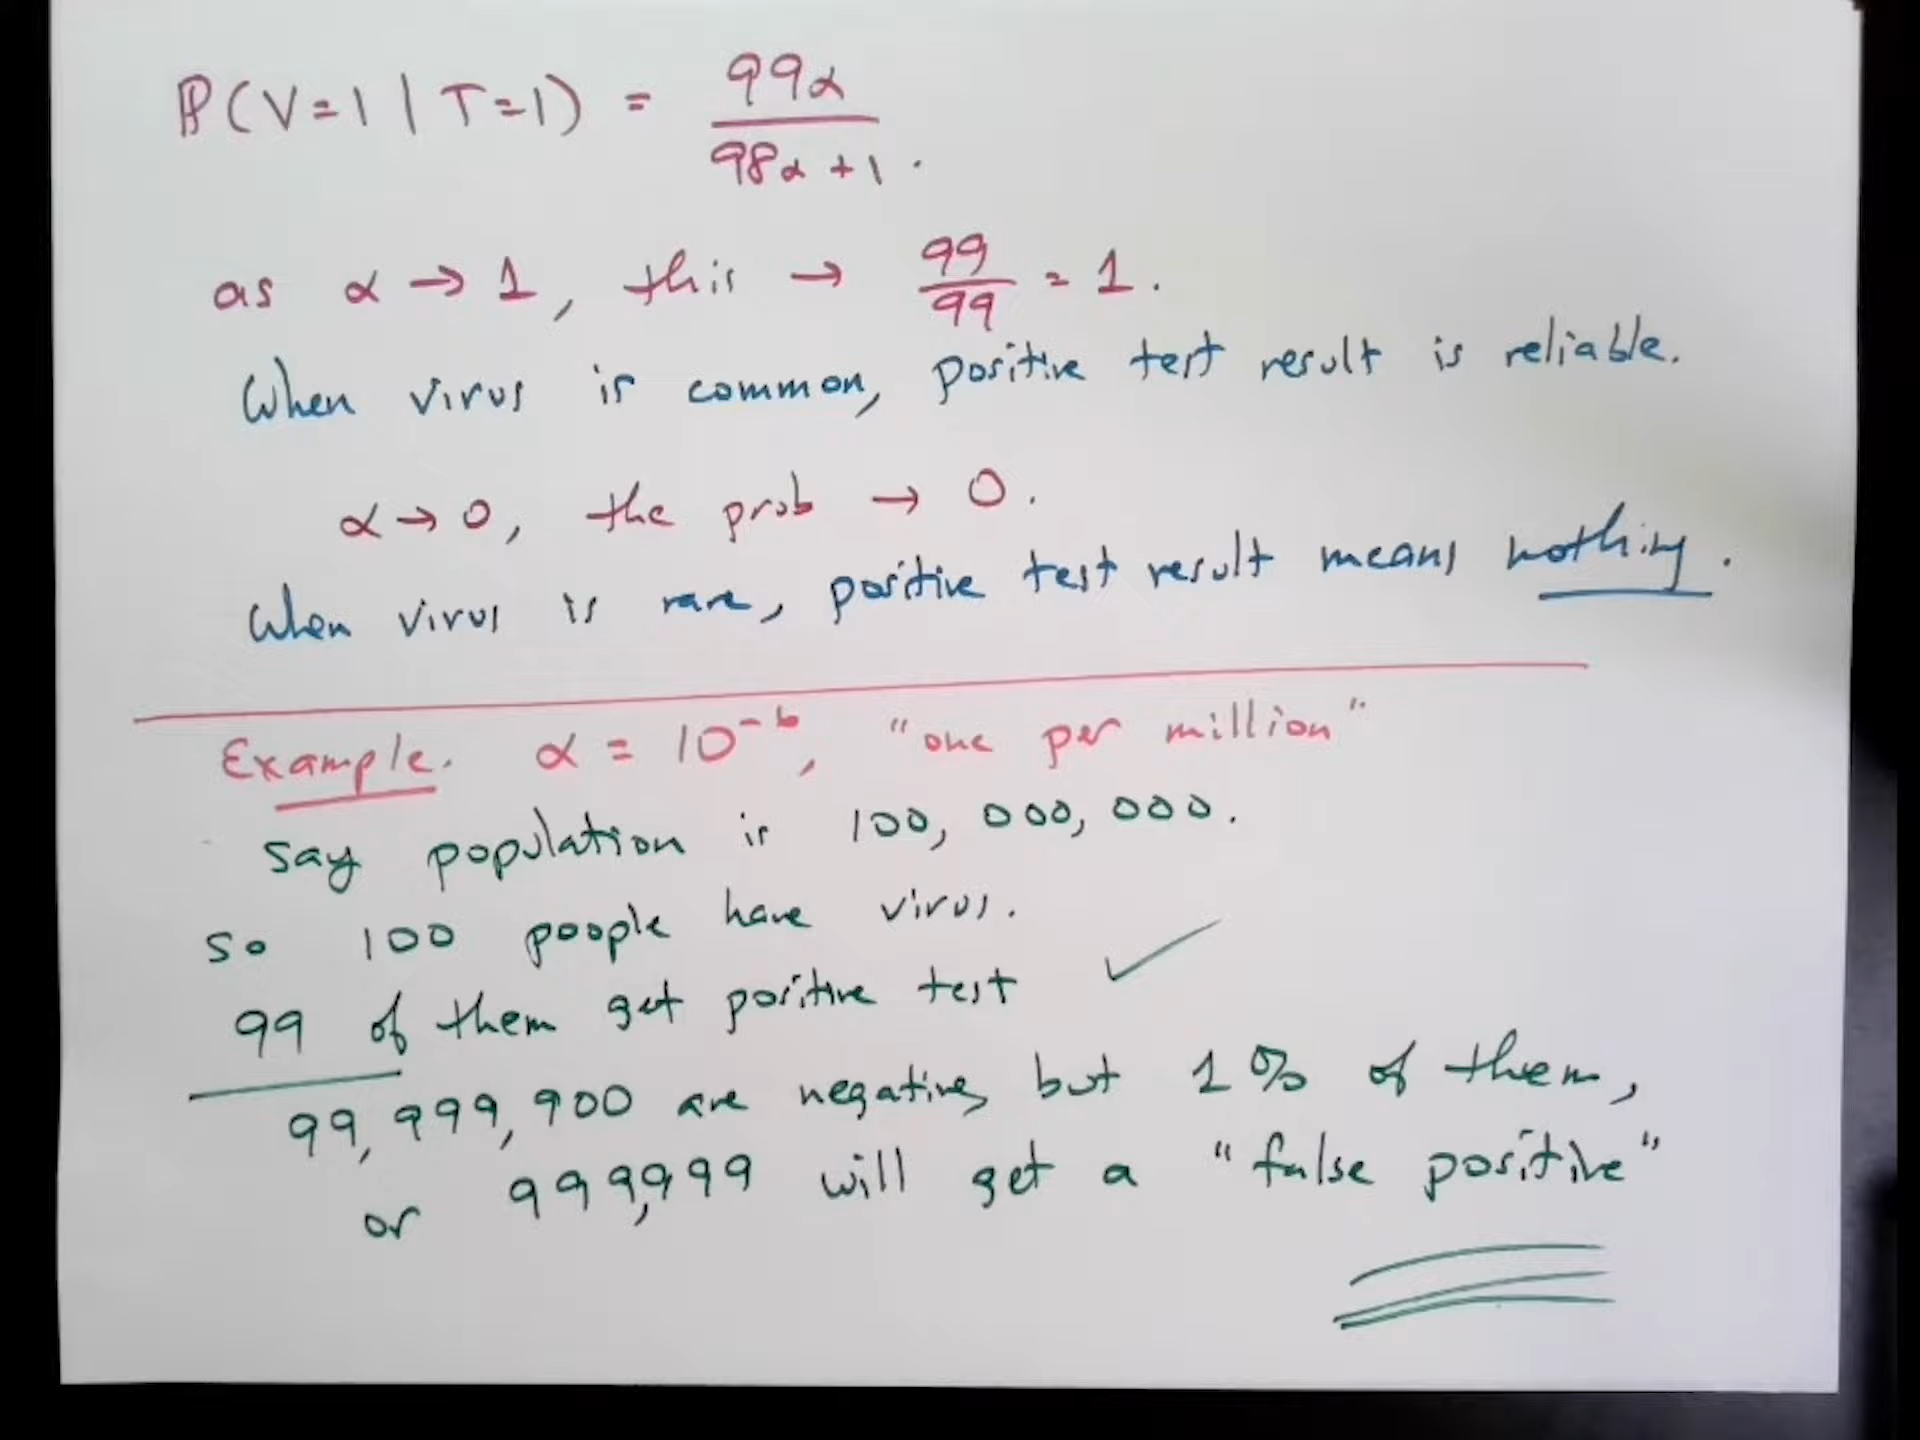 ℙ(V=1 | T=1) = 99α / (98α+1).
as α → 1, this → 99/99 = 1.
When virus is common, positive test result is reliable.
α → 0, the prob → 0.
When virus is rare, positive test result means nothing.
Example. α = 10⁻⁶, "one per million"
say population is 100,000,000.
so 100 poople have virus.
99 of them get positive test ✓
99,999,900 are negative, but 1% of them,
or 999,999 will get a "false positive"